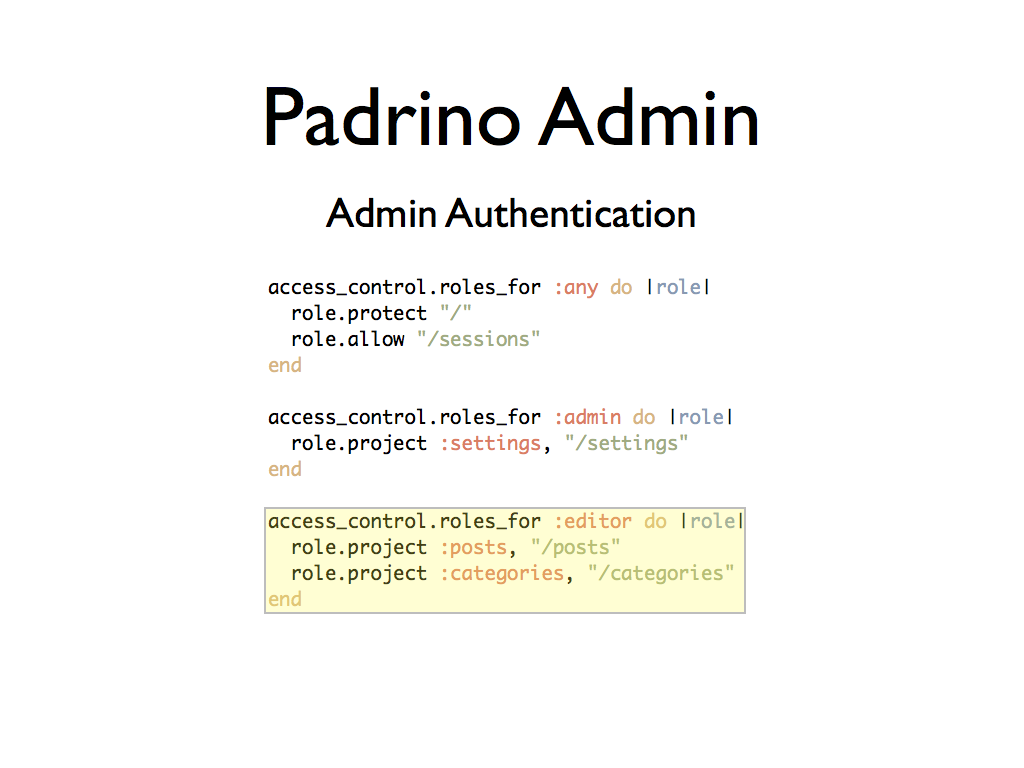 Padrino Admin
Admin Authentication
access_control.roles_for :any do |role|
  role.protect "/"
  role.allow "/sessions"
end
access_control.roles_for :admin do |role|
  role.project :settings, "/settings"
end
access_control.roles_for :editor do |role|
  role.project :posts, "/posts"
  role.project :categories, "/categories"
end